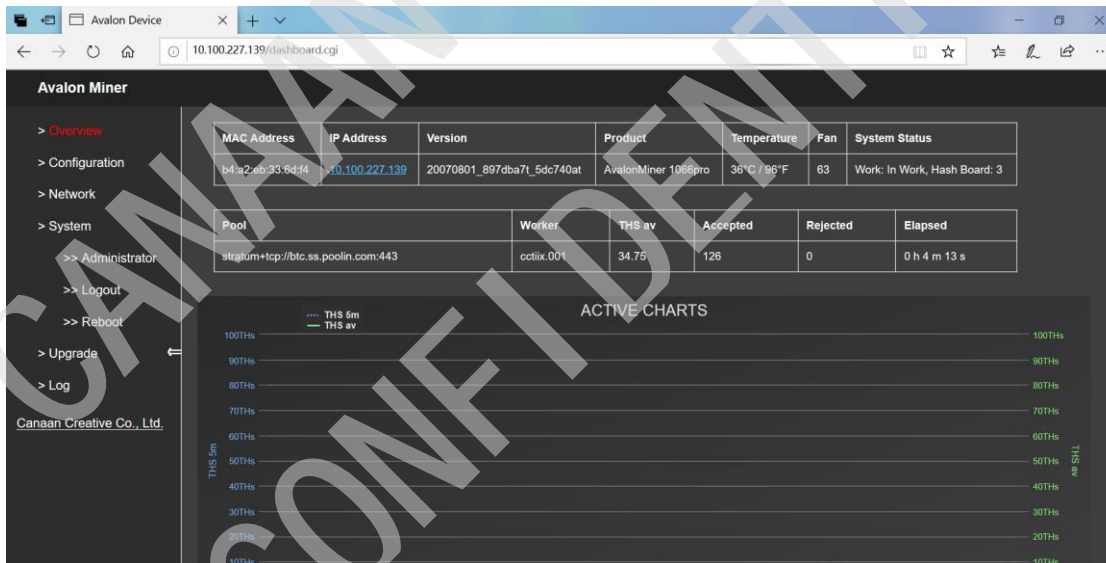 Avalon Device
10.100.227.139/dashboard.cgi
Avalon Miner
> Overview
> Configuration
> Network
> System
>> Administrator
>> Logout
>> Reboot
> Upgrade
> Log
Canaan Creative Co., Ltd.
MAC Address IP Address Version Product Temperature Fan System Status
b4:a2:eb:33:6d:f4 10.100.227.139 20070801_897dba7t_5dc740at AvalonMiner 1066pro 36°C / 96°F 63 Work: In Work, Hash Board: 3
Pool Worker THS av Accepted Rejected Elapsed
stratum+tcp://btc.ss.poolin.com:443 cctiix.001 34.75 126 0 0 h 4 m 13 s
ACTIVE CHARTS
THS 5m
THS av
100THs 100THs
90THs 90THs
80THs 80THs
70THs 70THs
60THs 60THs
50THs 50THs
40THs 40THs
30THs 30THs
20THs 20THs
10THs 10THs
THS 5m
THS av
CANAAN
CONFIDENT